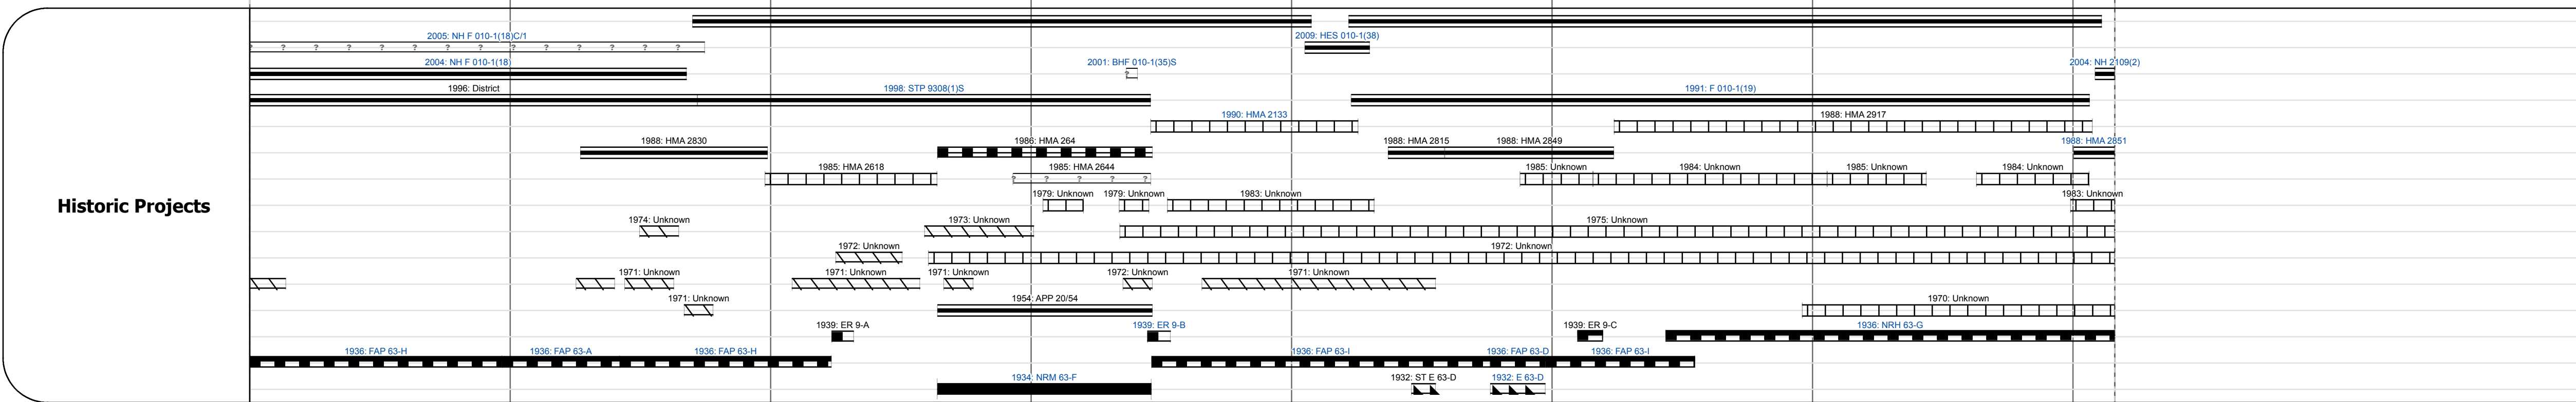 2005: NH F 010-1(18)C/1
2009: HES 010-1(38)
2004: NH F 010-1(18)
2001: BHF 010-1(35)S
2004: NH 2109(2)
1996: District
1998: STP 9308(1)S
1991: F 010-1(19)
1990: HMA 2133
1988: HMA 2917
1988: HMA 2830
1986: HMA 264
1988: HMA 2815
1988: HMA 2849
1988: HMA 2851
1985: HMA 2618
1985: HMA 2644
1985: Unknown
1984: Unknown
1985: Unknown
1984: Unknown
1979: Unknown
1979: Unknown
1983: Unknown
1983: Unknown
Historic Projects
1974: Unknown
1973: Unknown
1975: Unknown
1972: Unknown
1972: Unknown
1971: Unknown
1971: Unknown
1971: Unknown
1972: Unknown
1971: Unknown
1971: Unknown
1954: APP 20/54
1970: Unknown
1939: ER 9-A
1939: ER 9-B
1939: ER 9-C
1936: NRH 63-G
1936: FAP 63-H
1936: FAP 63-A
1936: FAP 63-H
1936: FAP 63-I
1936: FAP 63-D
1936: FAP 63-I
1934: NRM 63-F
1932: ST E 63-D
1932: E 63-D